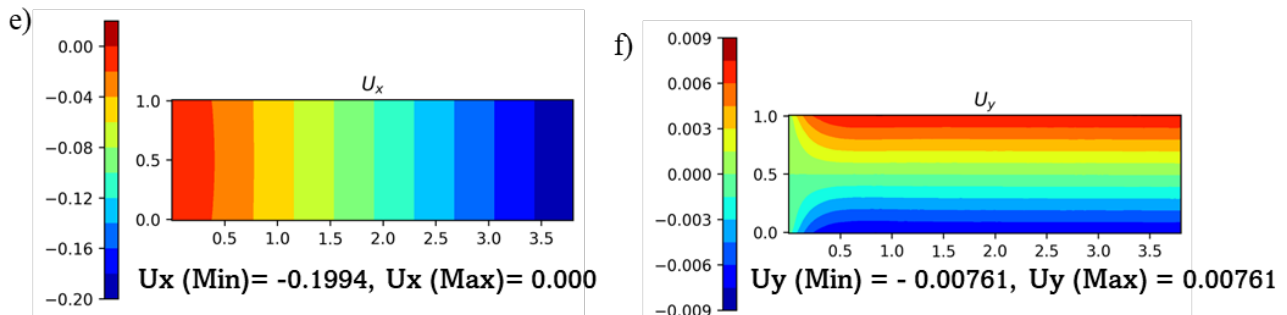 e)
0.00
−0.04
−0.08
−0.12
−0.16
−0.20
Ux
1.0
0.5
0.0
0.5 1.0 1.5 2.0 2.5 3.0 3.5
Ux (Min)= -0.1994, Ux (Max)= 0.000
f)
0.009
0.006
0.003
0.000
−0.003
−0.006
−0.009
Uy
1.0
0.5
0.0
0.5 1.0 1.5 2.0 2.5 3.0 3.5
Uy (Min) = - 0.00761, Uy (Max) = 0.00761